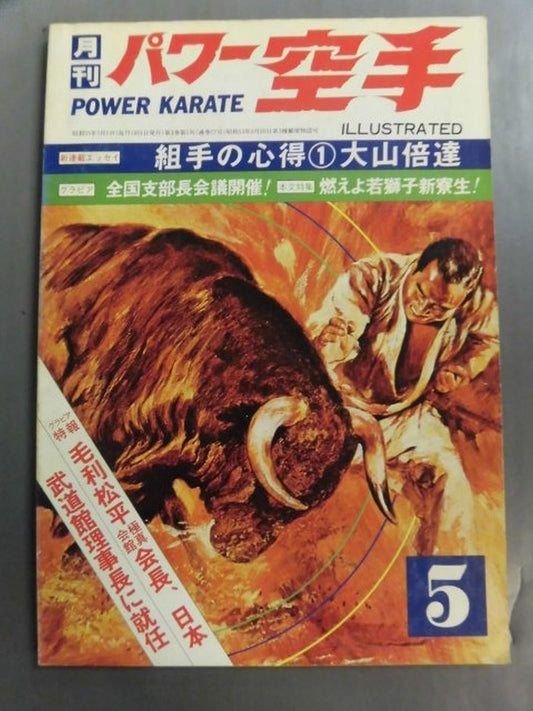 月刊
パワー空手
POWER KARATE
ILLUSTRATED
新連載エッセイ
組手の心得①大山倍達
グラビア
全国支部長会議開催!
本文特集
燃えよ若獅子新寮生!
グラビア
特報
毛利松平極真会館会長、日本
武道館理事長に就任
5